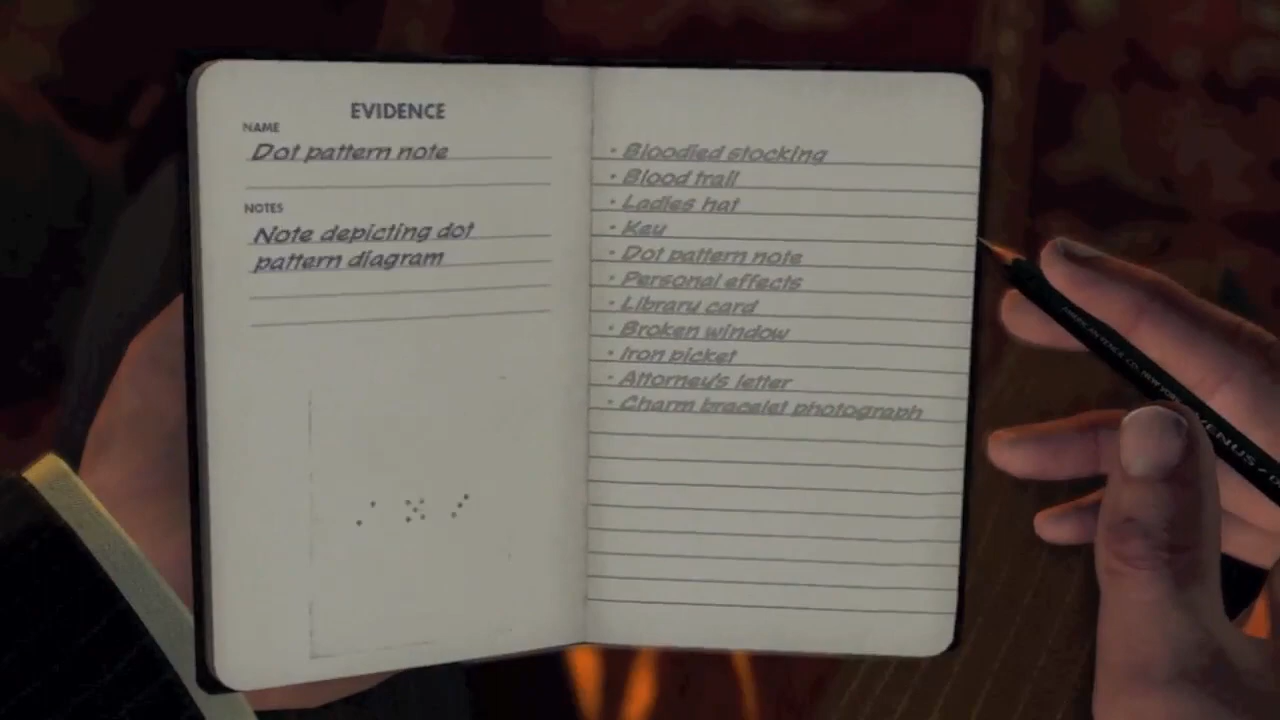 EVIDENCE
NAME
Dot pattern note
NOTES
Note depicting dot
pattern diagram
• Bloodied stocking
• Blood trail
• Ladies hat
• Key
• Dot pattern note
• Personal effects
• Library card
• Broken window
• Iron picket
• Attorney's letter
• Charm bracelet photograph
VENUS